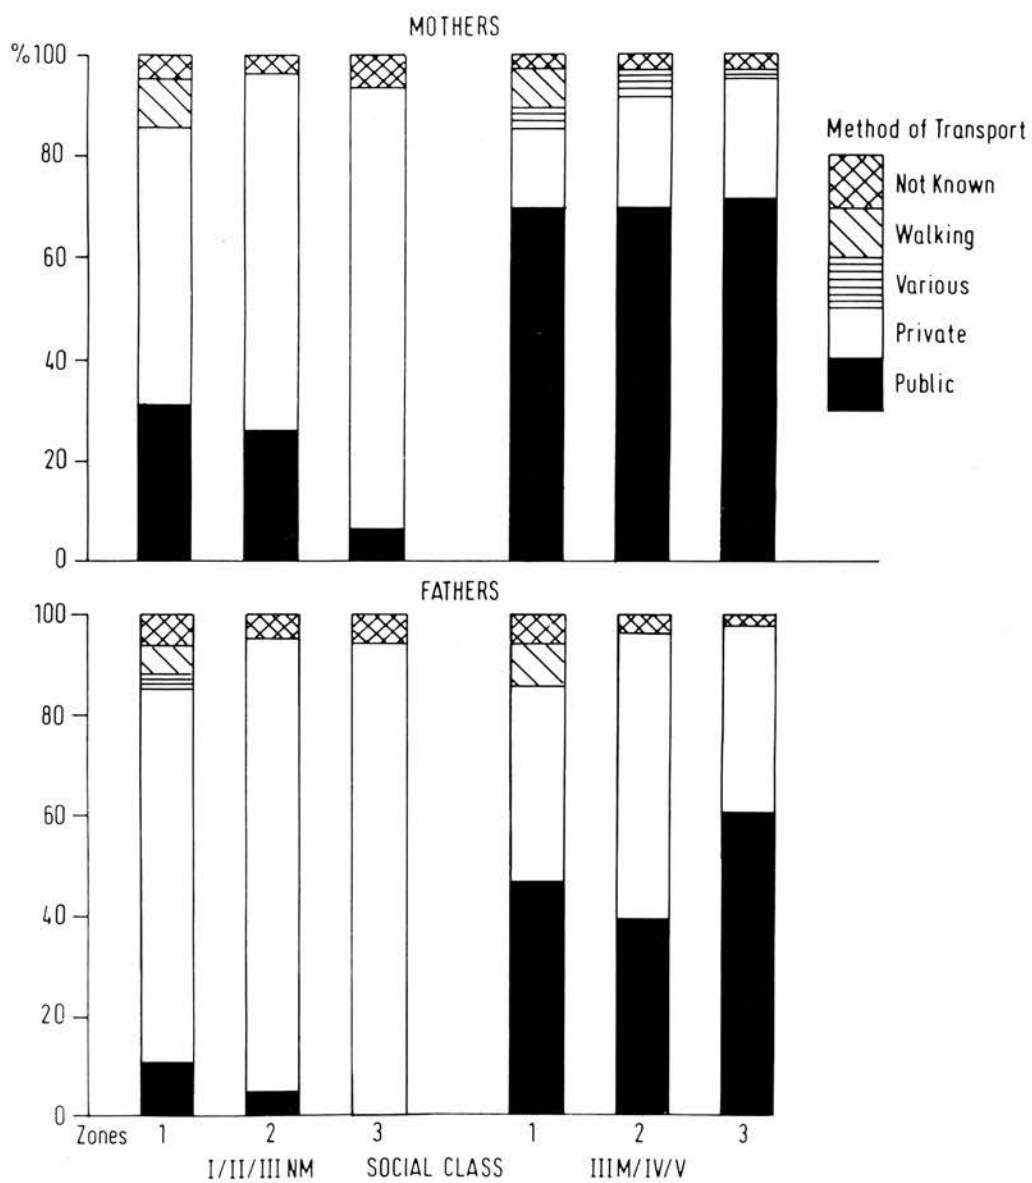 MOTHERS
% 100
80
60
40
20
0
Method of Transport
Not Known
Walking
Various
Private
Public
FATHERS
100
80
60
40
20
0
Zones 1 2 3 1 2 3
I/II/III NM SOCIAL CLASS III M/IV/V